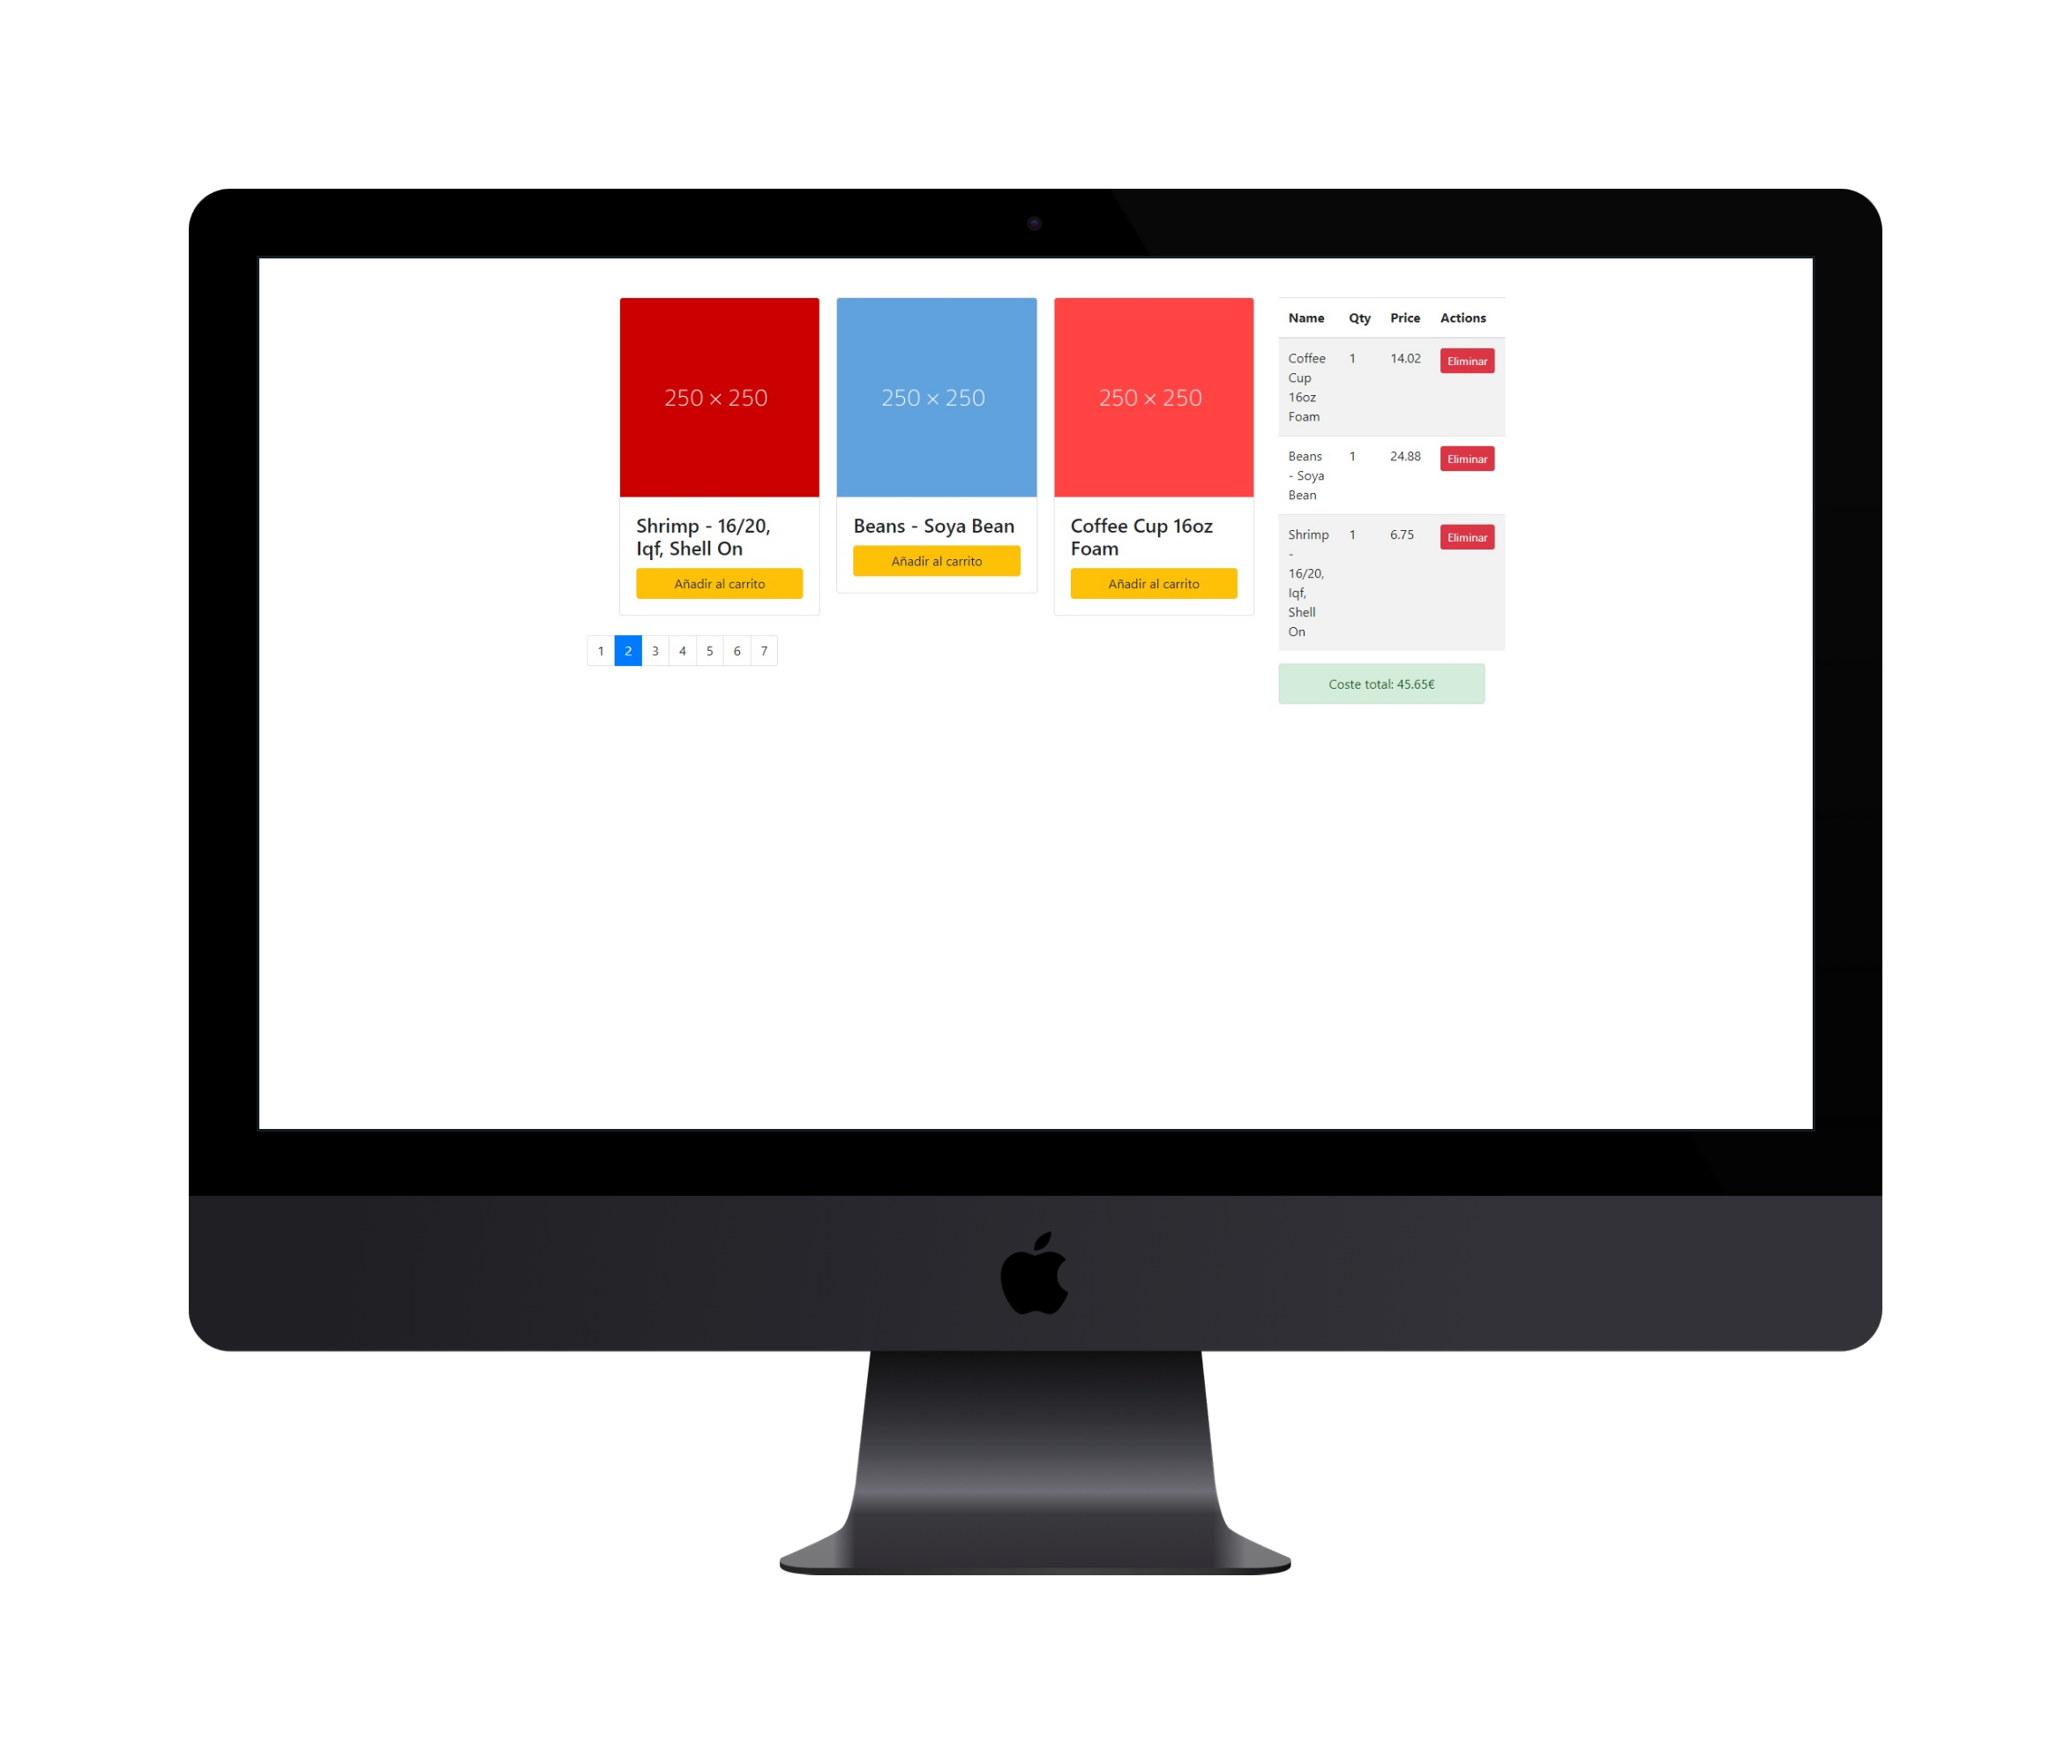 250 × 250
250 × 250
250 × 250
Shrimp - 16/20,
Iqf, Shell On
Añadir al carrito
Beans - Soya Bean
Añadir al carrito
Coffee Cup 16oz
Foam
Añadir al carrito
1 2 3 4 5 6 7
Name Qty Price Actions
Coffee 1 14.02 Eliminar
Cup
16oz
Foam
Beans 1 24.88 Eliminar
- Soya
Bean
Shrimp 1 6.75 Eliminar
-
16/20,
Iqf,
Shell
On
Coste total: 45.65€